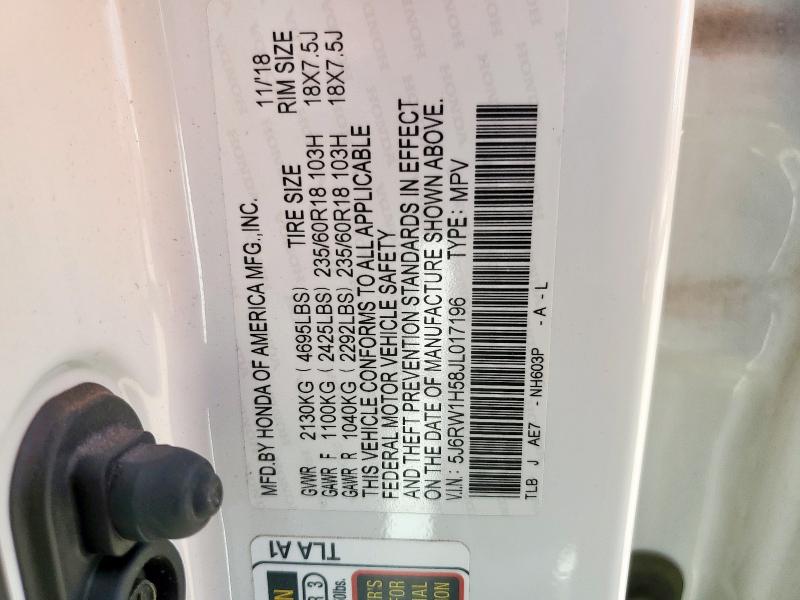 MFD.BY HONDA OF AMERICA MFG.,INC. 11/'18
TIRE SIZE RIM SIZE
GVWR 2130KG ( 4695LBS)
GAWR F 1100KG ( 2425LBS) 235/60R18 103H 18X7.5J
GAWR R 1040KG ( 2292LBS) 235/60R18 103H 18X7.5J
THIS VEHICLE CONFORMS TO ALL APPLICABLE
FEDERAL MOTOR VEHICLE SAFETY
AND THEFT PREVENTION STANDARDS IN EFFECT
ON THE DATE OF MANUFACTURE SHOWN ABOVE.
V.I.N : 5J6RW1H58JL017196 TYPE : MPV
TLB J AE7 - NH603P - A - L
TLA A1